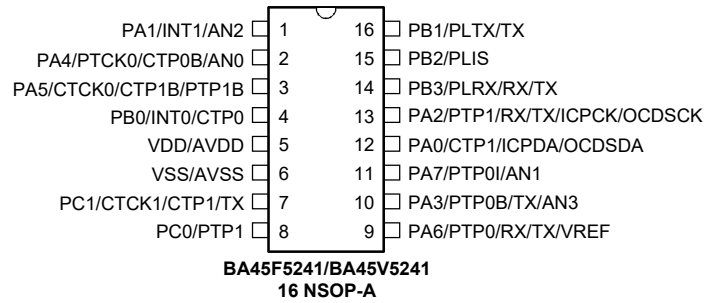 PA1/INT1/AN2 1 16 PB1/PLTX/TX
PA4/PTCK0/CTP0B/AN0 2 15 PB2/PLIS
PA5/CTCK0/CTP1B/PTP1B 3 14 PB3/PLRX/RX/TX
PB0/INT0/CTP0 4 13 PA2/PTP1/RX/TX/ICPCK/OCDSCK
VDD/AVDD 5 12 PA0/CTP1/ICPDA/OCDSDA
VSS/AVSS 6 11 PA7/PTP0I/AN1
PC1/CTCK1/CTP1/TX 7 10 PA3/PTP0B/TX/AN3
PC0/PTP1 8 9 PA6/PTP0/RX/TX/VREF
BA45F5241/BA45V5241
16 NSOP-A